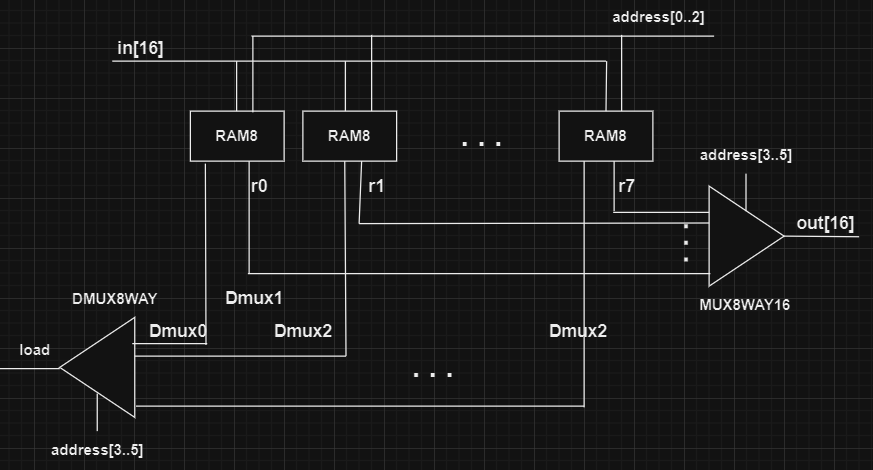 address[0..2]
in[16]
RAM8
RAM8
. . .
RAM8
address[3..5]
r0
r1
r7
out[16]
DMUX8WAY
Dmux1
MUX8WAY16
Dmux0
Dmux2
Dmux2
load
. . .
address[3..5]